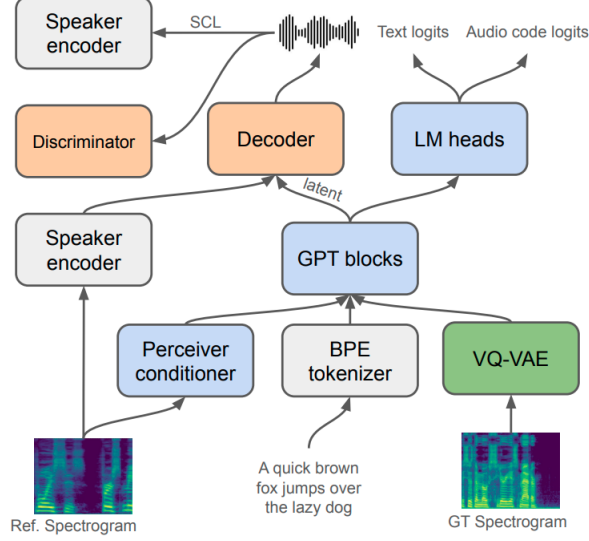 Speaker
encoder
SCL
Text logits
Audio code logits
Discriminator
Decoder
LM heads
latent
Speaker
encoder
GPT blocks
Perceiver
conditioner
BPE
tokenizer
VQ-VAE
A quick brown
fox jumps over
the lazy dog
Ref. Spectrogram
GT Spectrogram